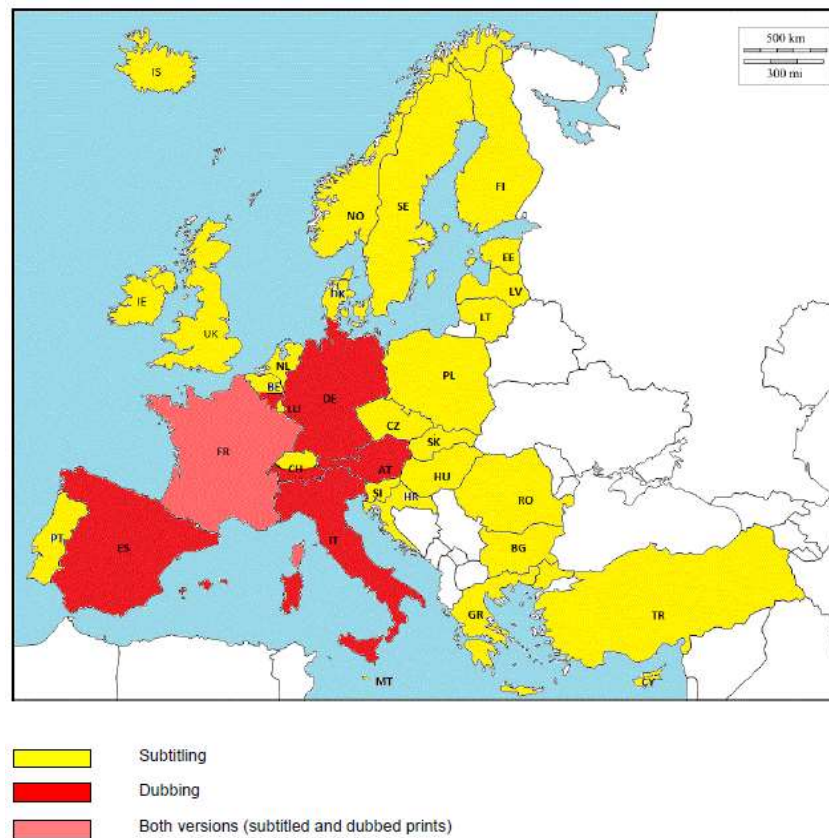 500 km
300 mi
IS
FI
NO
SE
EE
DK
LV
IE
LT
UK
NL
PL
BE
DE
LU
CZ
SK
FR
CH
AT
HU
SI
HR
RO
IT
BG
PT
ES
TR
GR
MT
CY
Subtitling
Dubbing
Both versions (subtitled and dubbed prints)